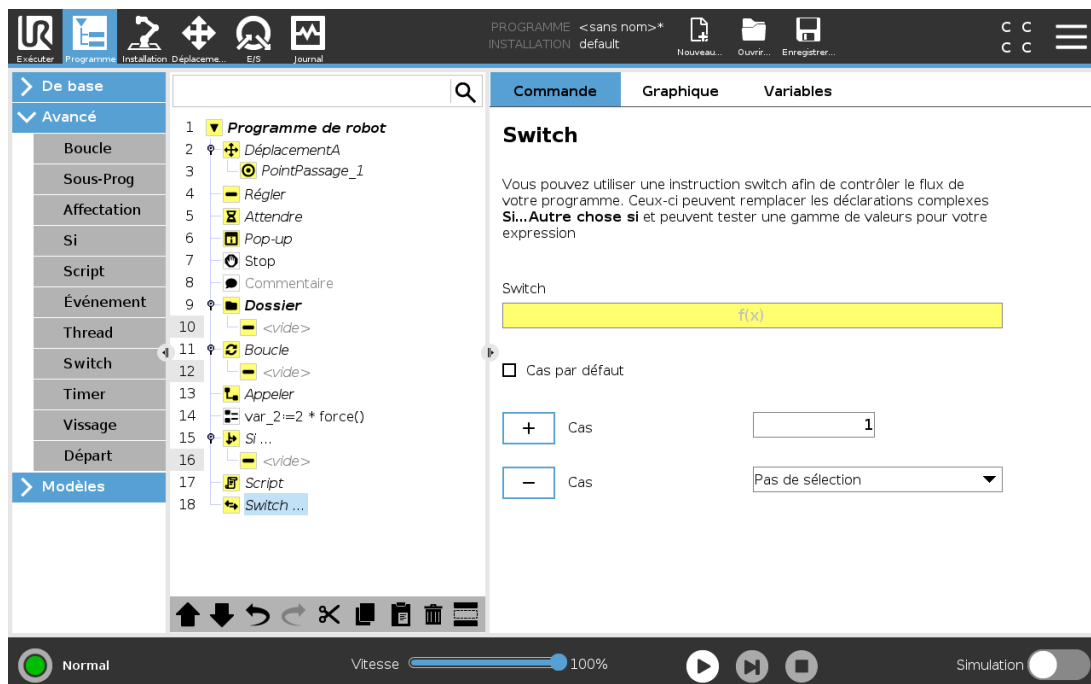 PROGRAMME <sans nom>*
INSTALLATION default
UR
Exécuter
Programme
Installation
Déplaceme...
E/S
Journal
Nouveau...
Ouvrir...
Enregistrer...
C C
C C
De base
Avancé
Boucle
Sous-Prog
Affectation
Si
Script
Événement
Thread
Switch
Timer
Vissage
Départ
Modèles
1 Programme de robot
2 DéplacementA
3 PointPassage_1
4 Régler
5 Attendre
6 Pop-up
7 Stop
8 Commentaire
9 Dossier
10 <vide>
11 Boucle
12 <vide>
13 Appeler
14 var_2:=2 * force()
15 Si ...
16 <vide>
17 Script
18 Switch ...
Commande
Graphique
Variables
Switch
Vous pouvez utiliser une instruction switch afin de contrôler le flux de
votre programme. Ceux-ci peuvent remplacer les déclarations complexes
Si...Autre chose si et peuvent tester une gamme de valeurs pour votre
expression
Switch
f(x)
Cas par défaut
+ Cas 1
− Cas Pas de sélection
Normal
Vitesse 100%
Simulation